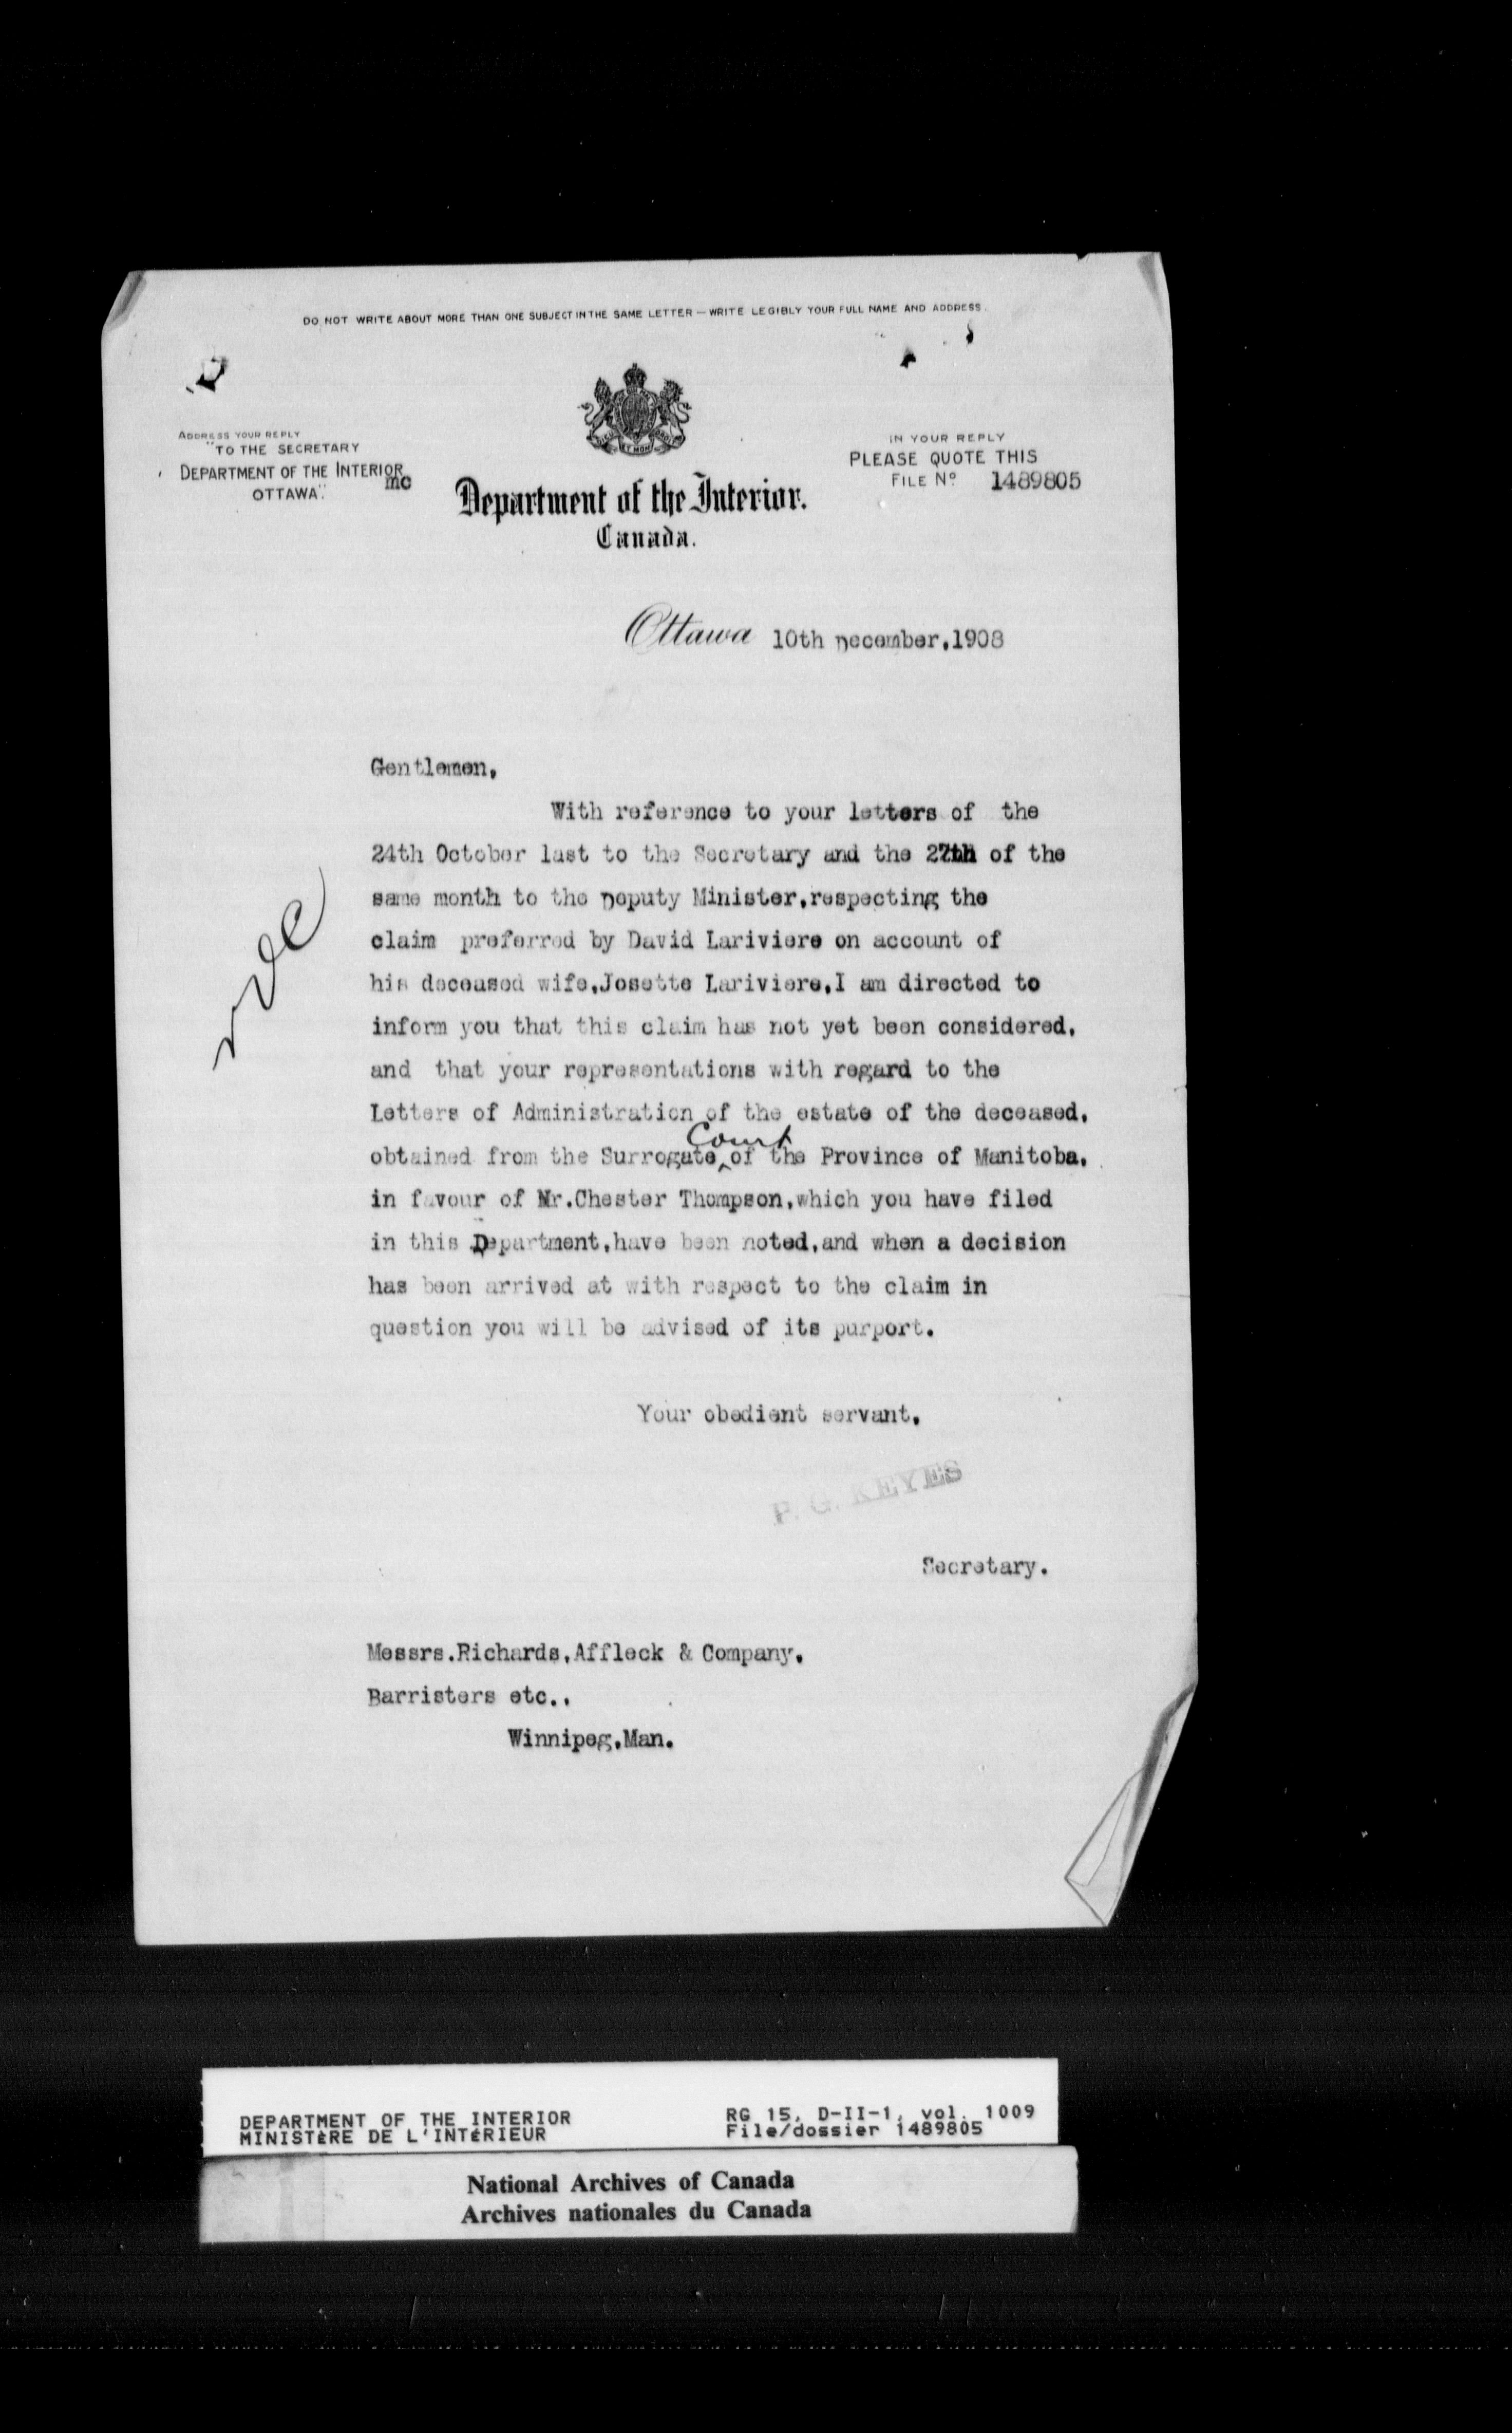 DO NOT WRITE ABOUT MORE THAN ONE SUBJECT IN THE SAME LETTER — WRITE LEGIBLY YOUR FULL NAME AND ADDRESS.
ADDRESS YOUR REPLY
"TO THE SECRETARY
DEPARTMENT OF THE INTERIOR
mc
OTTAWA".
IN YOUR REPLY
PLEASE QUOTE THIS
FILE Nº 1489805
Department of the Interior.
Canada.
Ottawa 10th December,1908
Gentlemen,
With reference to your letters of the
24th October last to the Secretary and the 27th of the
same month to the Deputy Minister,respecting the
claim preferred by David Lariviere on account of
his deceased wife,Josette Lariviere,I am directed to
inform you that this claim has not yet been considered,
and that your representations with regard to the
Letters of Administration of the estate of the deceased,
Court
obtained from the Surrogate‸of the Province of Manitoba,
in favour of Mr.Chester Thompson,which you have filed
in this Department,have been noted,and when a decision
has been arrived at with respect to the claim in
question you will be advised of its purport.
Your obedient servant,
P. G. KEYES
Secretary.
Messrs.Richards,Affleck & Company,
Barristers etc.,
Winnipeg,Man.
DEPARTMENT OF THE INTERIOR
MINISTÈRE DE L'INTÉRIEUR
RG 15, D-II-1, vol. 1009
File/dossier 1489805
National Archives of Canada
Archives nationales du Canada